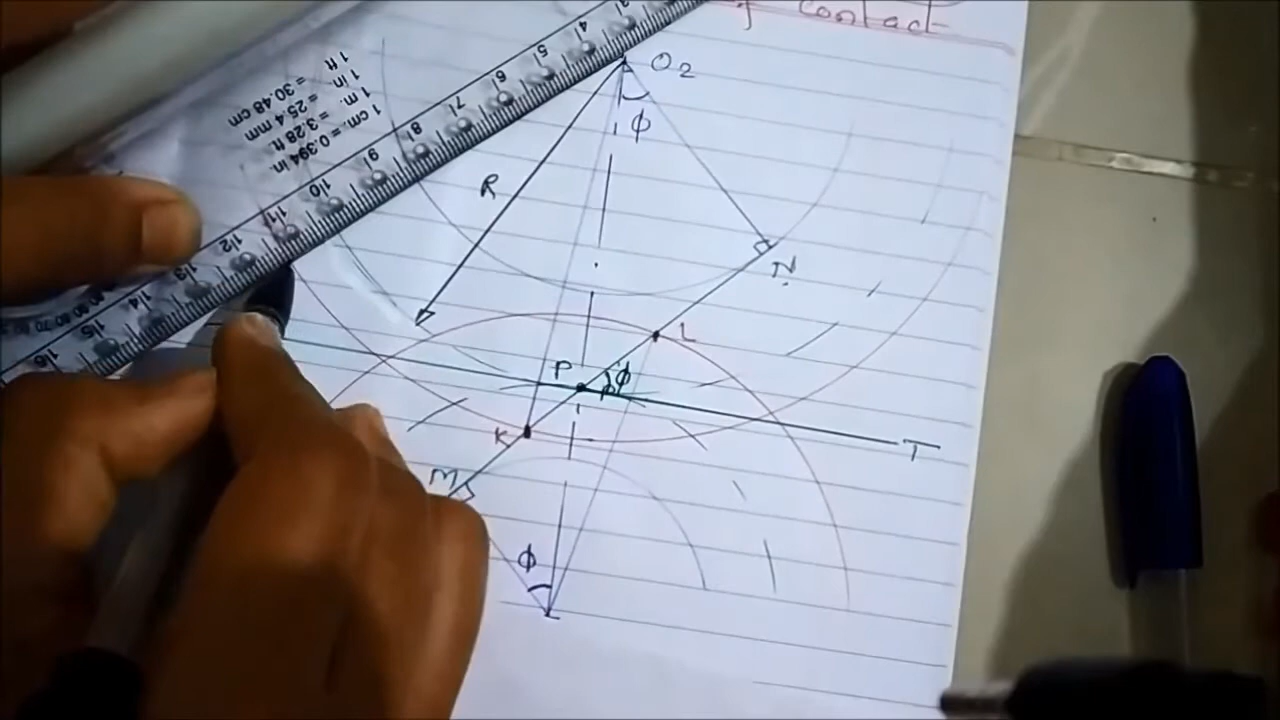 contact
O2
φ
R
N
L
P
φ
K
T
M
φ
1 cm. = 0.394 in
1 m. = 3.28 ft
1 in. = 25.4 mm
1 ft = 30.48 cm
4 5 6 7 8 9 10 11 12 13 14 15 16